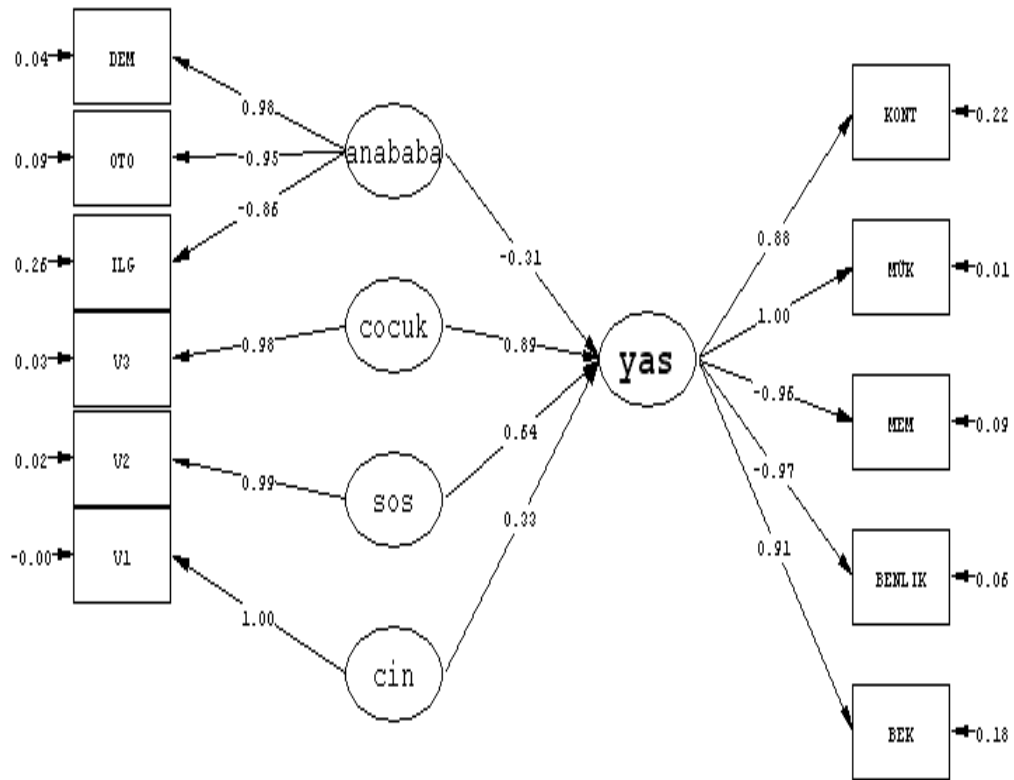 0.04
DEM
0.98
0.09
OTO
-0.95
anababa
0.26
ILG
-0.86
-0.31
0.03
V3
0.98
cocuk
0.89
yas
0.02
V2
0.99
sos
0.64
-0.00
V1
1.00
cin
0.33
0.88
KONT
0.22
1.00
MÜK
0.01
-0.96
MEM
0.09
-0.97
BENLIK
0.06
0.91
BEK
0.18